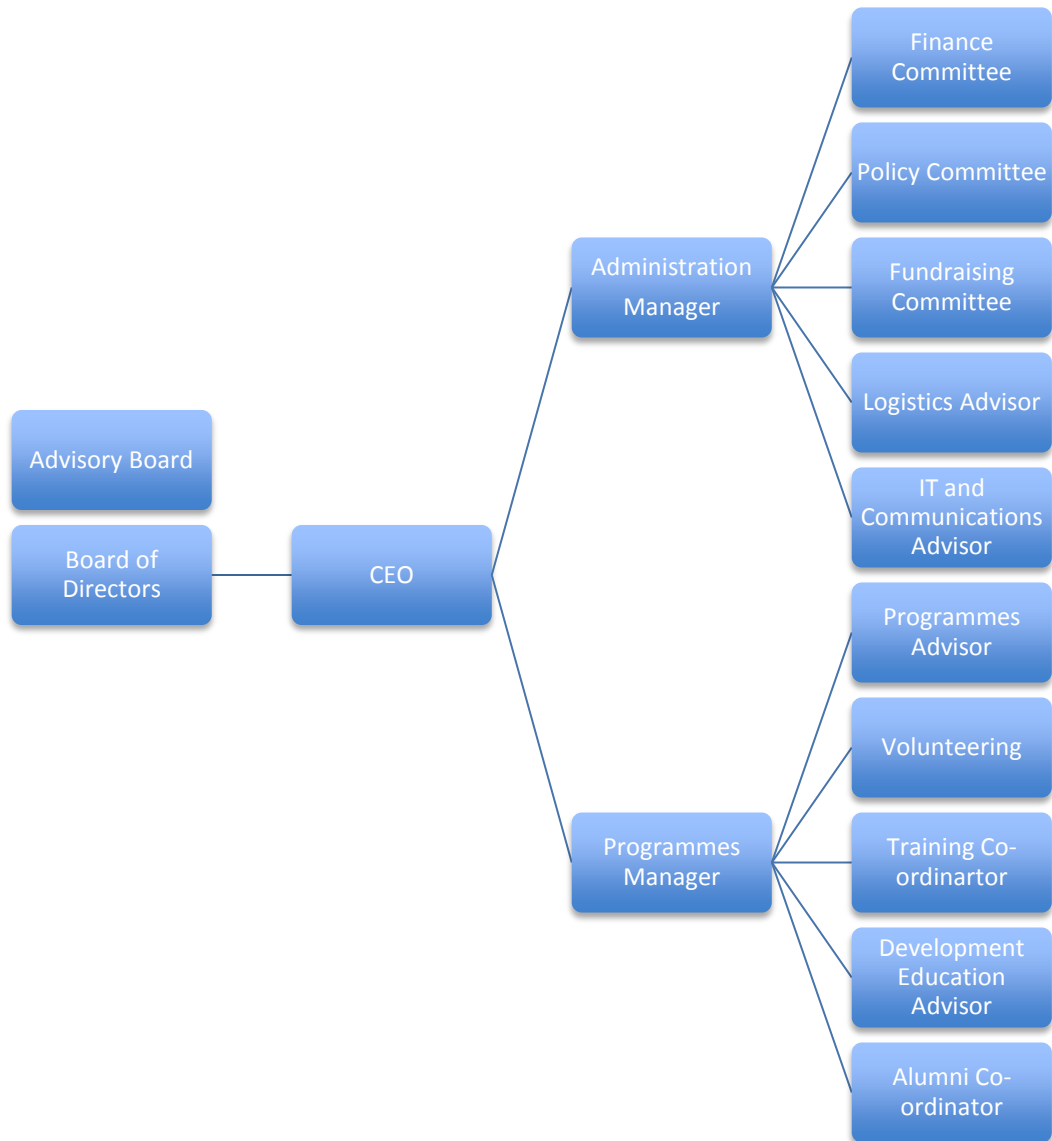 Finance
Committee
Policy Committee
Administration
Manager
Fundraising
Committee
Logistics Advisor
Advisory Board
IT and
Communications
Advisor
Board of
Directors
CEO
Programmes
Advisor
Volunteering
Programmes
Manager
Training Co-
ordinartor
Development
Education
Advisor
Alumni Co-
ordinator